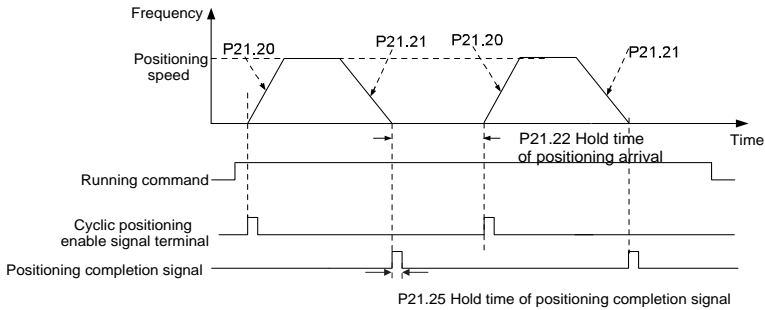 Frequency
P21.20
P21.21
P21.20
P21.21
Positioning
speed
Time
P21.22 Hold time
of positioning arrival
Running command
Cyclic positioning
enable signal terminal
Positioning completion signal
P21.25 Hold time of positioning completion signal